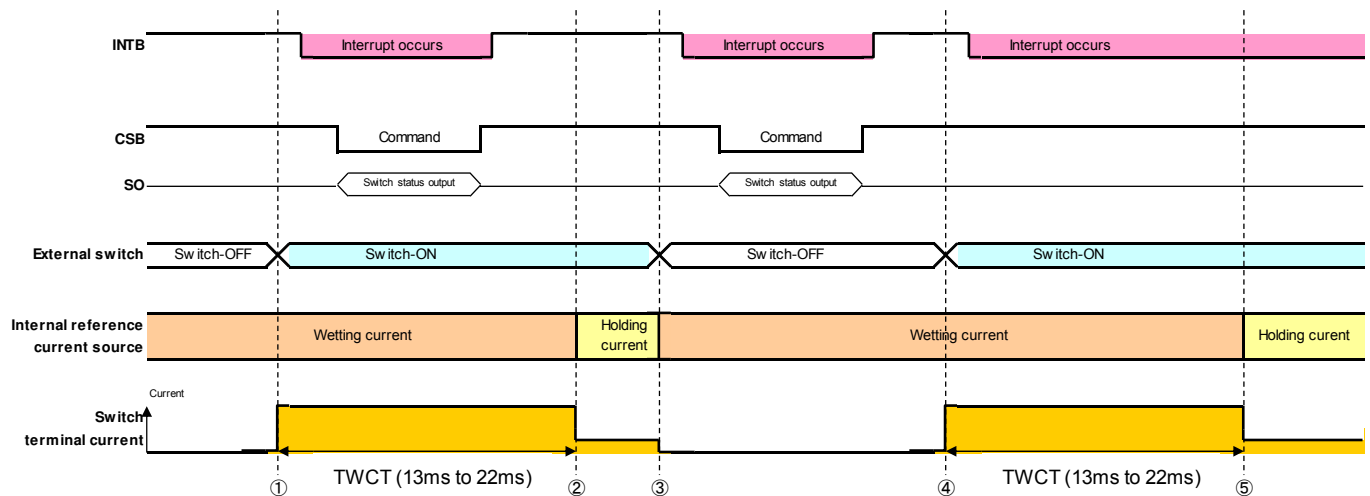 INTB
Interrupt occurs
Interrupt occurs
Interrupt occurs
CSB
Command
Command
SO
Switch status output
Switch status output
External switch
Switch-OFF
Switch-ON
Switch-OFF
Switch-ON
Internal reference
current source
Wetting current
Holding
current
Wetting current
Holding curent
Current
Switch
terminal current
TWCT (13ms to 22ms)
TWCT (13ms to 22ms)
① ② ③ ④ ⑤